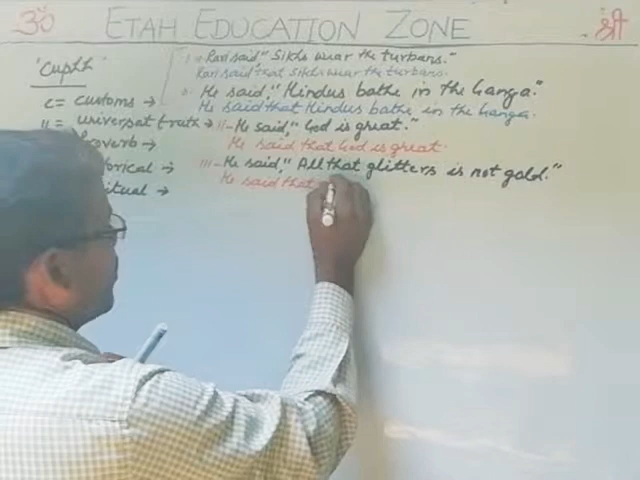 ॐ ETAH EDUCATION ZONE श्री
'Cupth'
i - Ravi said, "Sikhs wear the turbans."
Ravi said that Sikhs wear the turbans.
C = customs →
He said, "Hindus bathe in the Ganga."
He said that Hindus bathe in the Ganga.
u = universal truth → ii - He said, "God is great."
He said that God is great.
Proverb →
orical → iii - He said, "All that glitters is not gold."
itual →
He said that